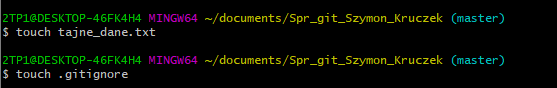 2TP1@DESKTOP-46FK4H4 MINGW64 ~/documents/Spr_git_Szymon_Kruczek (master)
$ touch tajne_dane.txt
2TP1@DESKTOP-46FK4H4 MINGW64 ~/documents/Spr_git_Szymon_Kruczek (master)
$ touch .gitignore